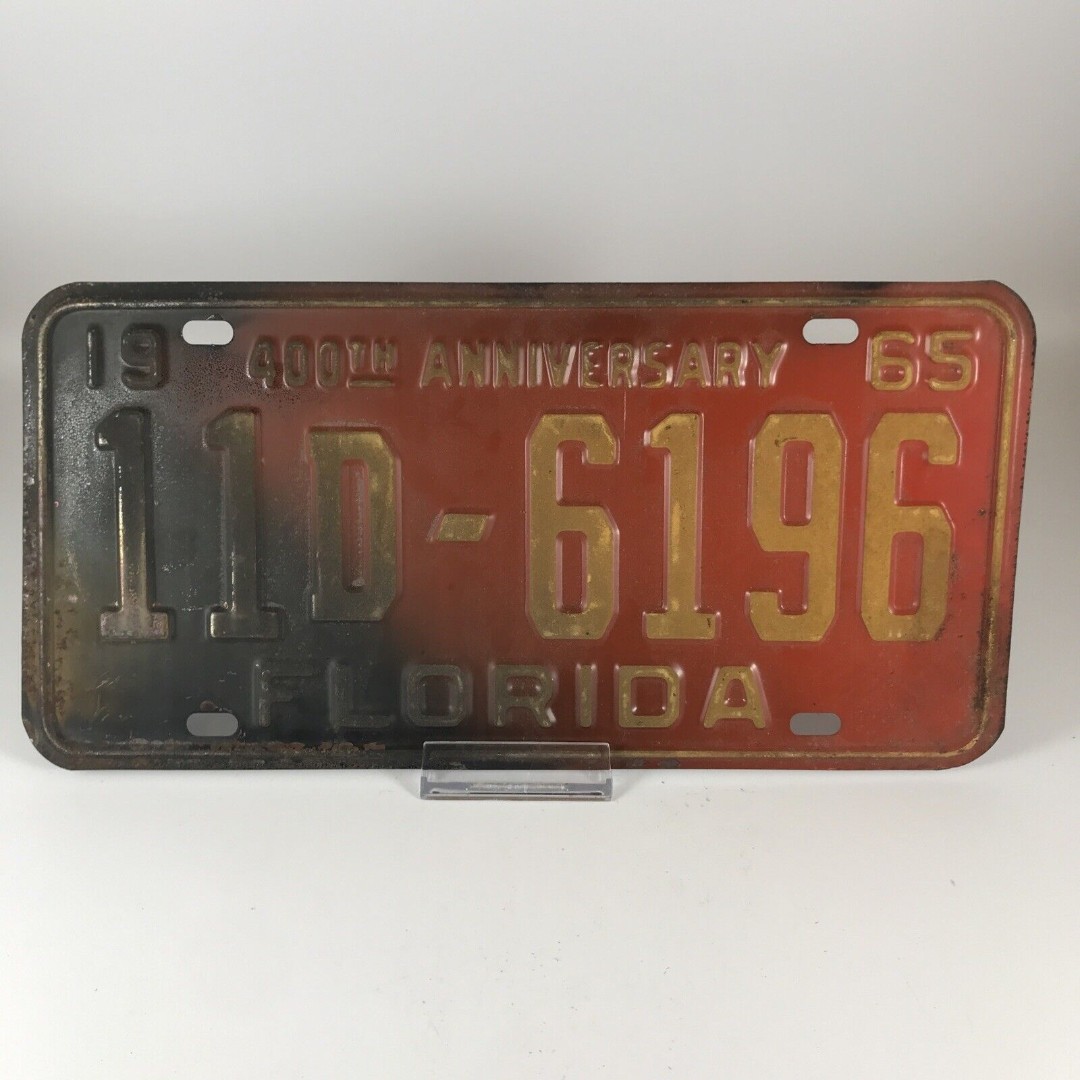 19 400TH ANNIVERSARY 65
11D-6196
FLORIDA